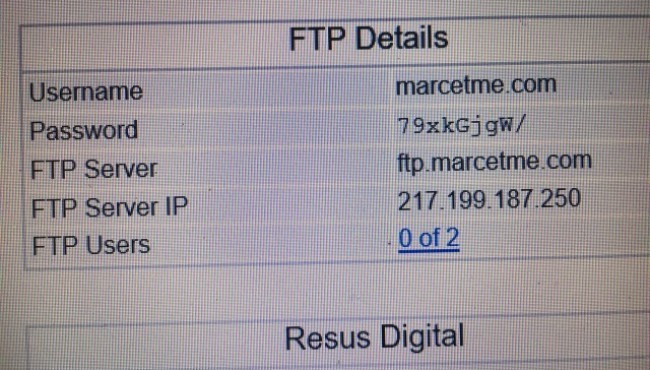 FTP Details
Username marcetme.com
Password 79xkGjgW/
FTP Server ftp.marcetme.com
FTP Server IP 217.199.187.250
FTP Users 0 of 2
Resus Digital